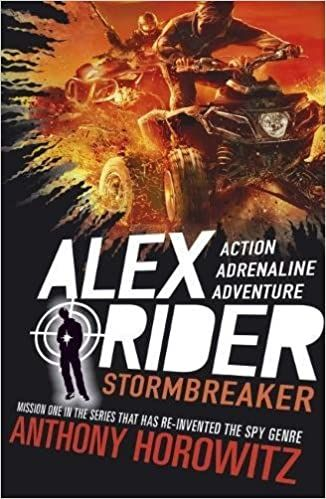 ACTION
ADRENALINE
ADVENTURE
ALEX
RIDER
STORMBREAKER
MISSION ONE IN THE SERIES THAT HAS RE-INVENTED THE SPY GENRE
ANTHONY HOROWITZ